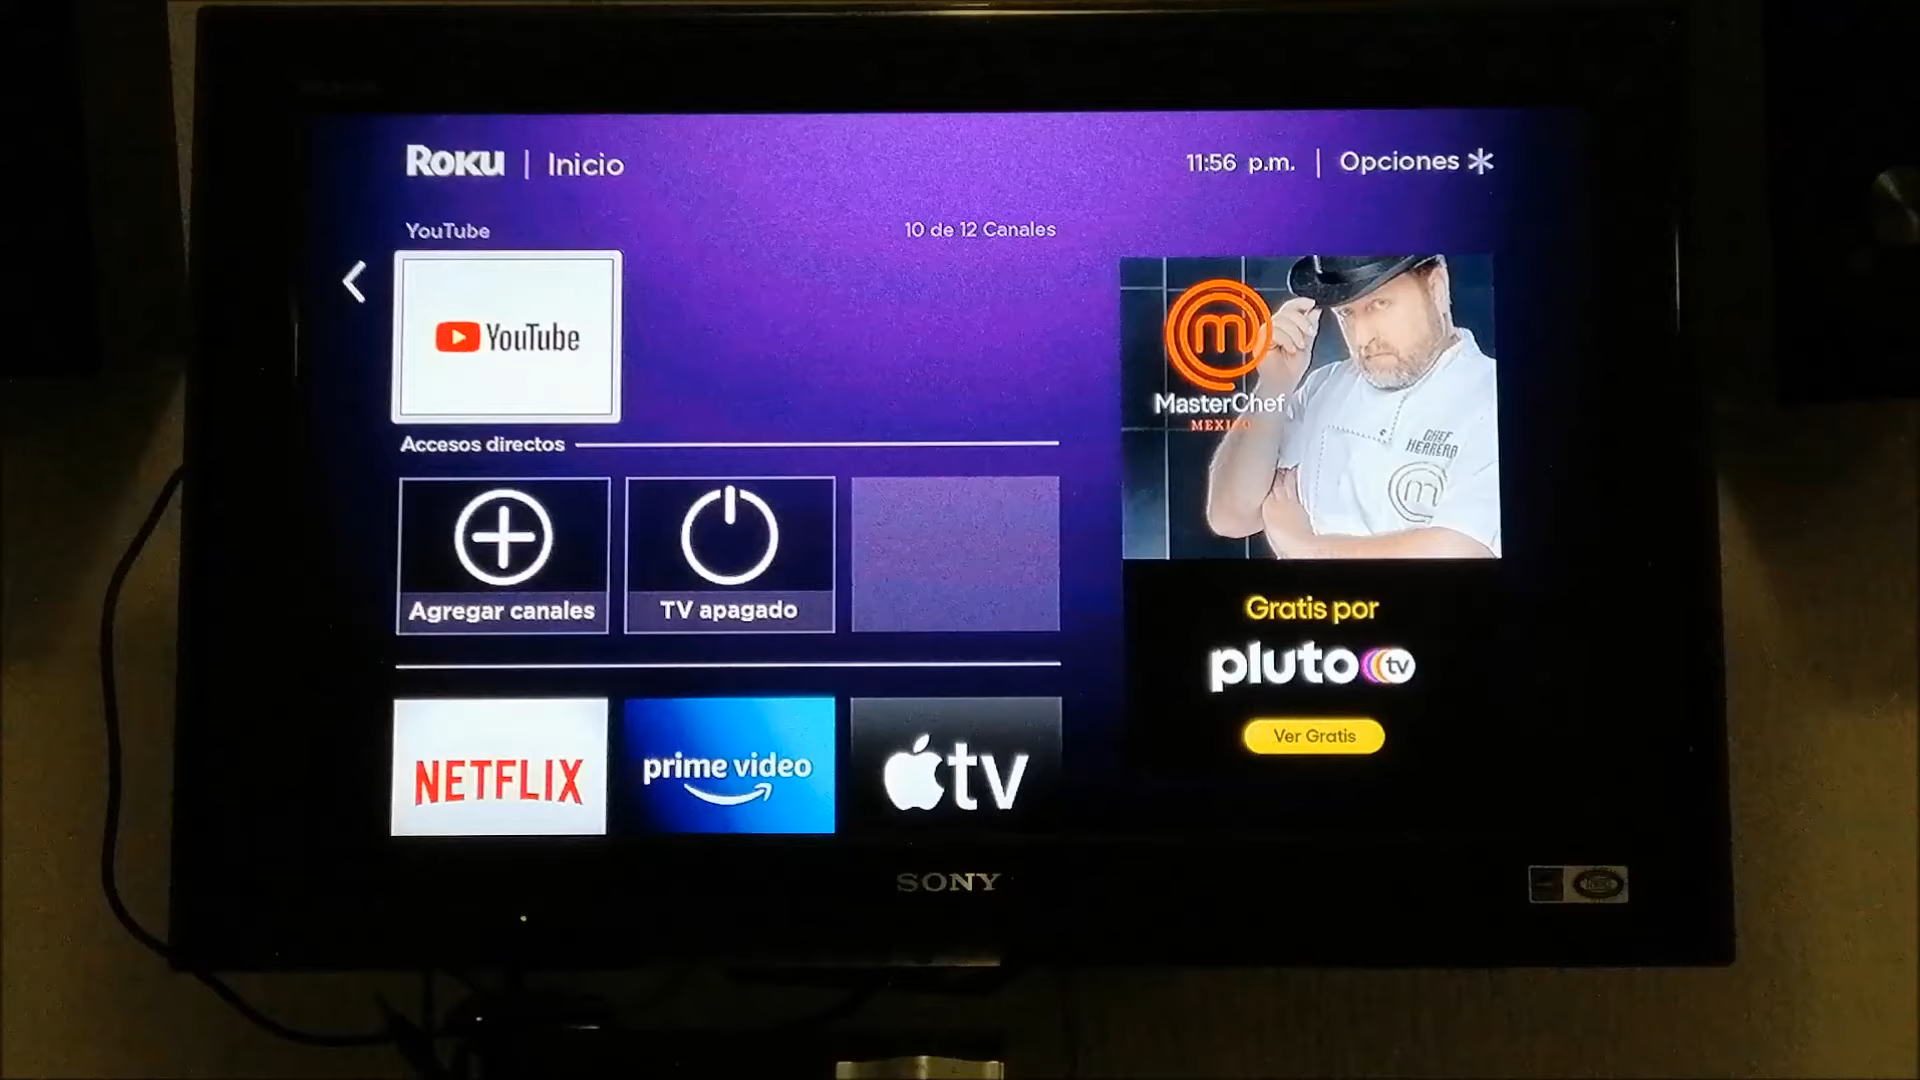 Roku | Inicio
11:56 p.m. | Opciones
YouTube
10 de 12 Canales
YouTube
Accesos directos
Agregar canales
TV apagado
NETFLIX
prime video
tv
MasterChef
MEXICO
CHEF
HERRERA
Gratis por
pluto tv
Ver Gratis
SONY